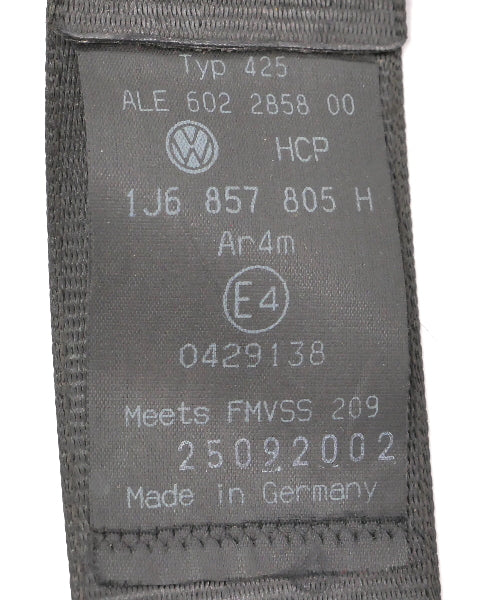 Typ 425
ALE 602 2858 00
HCP
1J6 857 805 H
Ar4m
E4
0429138
Meets FMVSS 209
25092002
Made in Germany